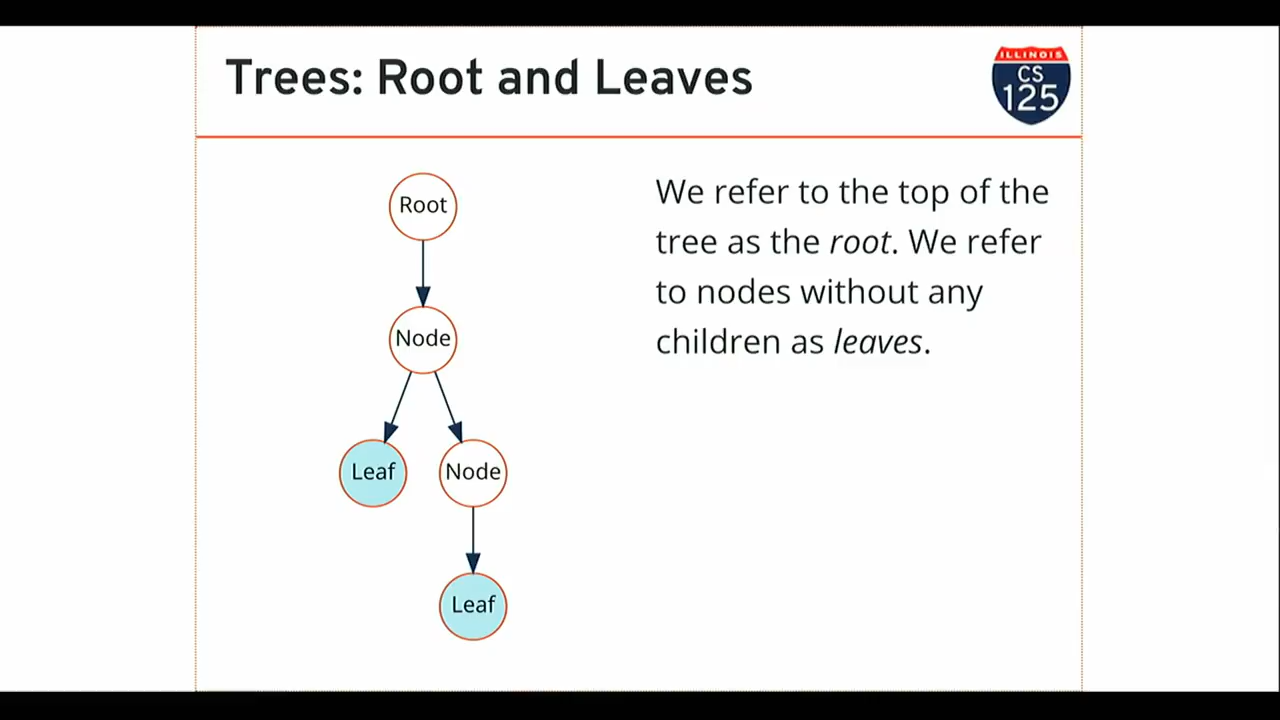 Trees: Root and Leaves
ILLINOIS
CS
125
Root
Node
Leaf
Node
Leaf
We refer to the top of the
tree as the root. We refer
to nodes without any
children as leaves.